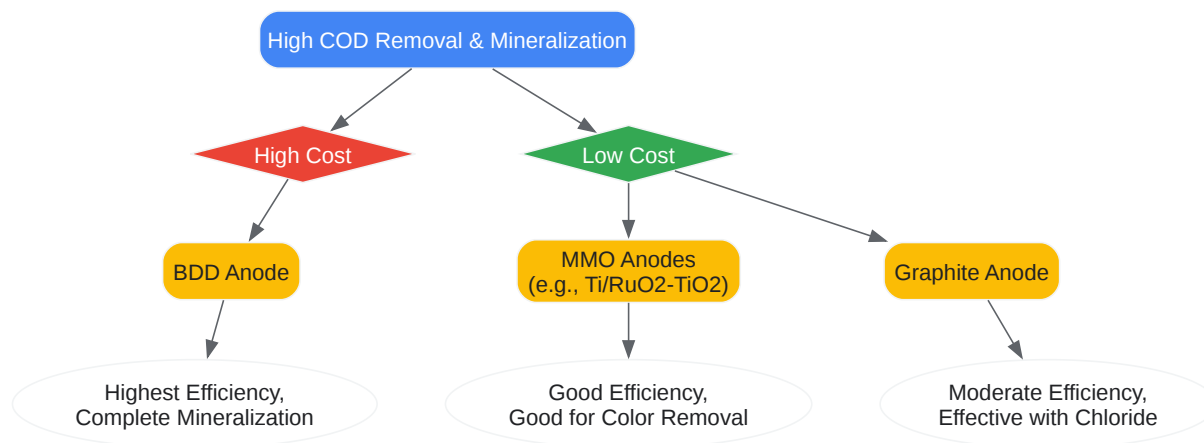 High COD Removal & Mineralization
High Cost
Low Cost
BDD Anode
MMO Anodes
(e.g., Ti/RuO2-TiO2)
Graphite Anode
Highest Efficiency,
Complete Mineralization
Good Efficiency,
Good for Color Removal
Moderate Efficiency,
Effective with Chloride